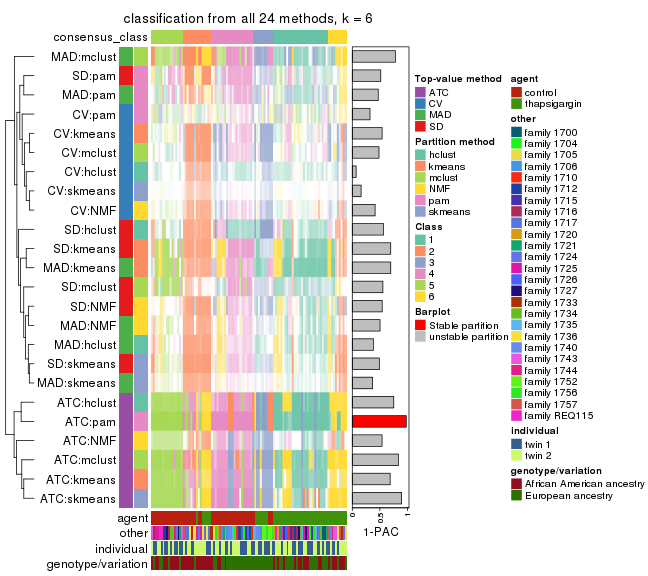 classification from all 24 methods, k = 6
consensus_class
MAD:mclust
SD:pam
MAD:pam
CV:pam
CV:kmeans
CV:mclust
CV:hclust
CV:skmeans
CV:NMF
SD:hclust
SD:kmeans
MAD:kmeans
SD:mclust
SD:NMF
MAD:NMF
MAD:hclust
SD:skmeans
MAD:skmeans
ATC:hclust
ATC:pam
ATC:NMF
ATC:mclust
ATC:kmeans
ATC:skmeans
agent
other
individual
genotype/variation
0
0.5
1
1-PAC
Top-value method
ATC
CV
MAD
SD
Partition method
hclust
kmeans
mclust
NMF
pam
skmeans
Class
1
2
3
4
5
6
Barplot
Stable partition
unstable partition
agent
control
thapsigargin
other
family 1700
family 1704
family 1705
family 1706
family 1710
family 1712
family 1715
family 1716
family 1717
family 1720
family 1721
family 1724
family 1725
family 1726
family 1727
family 1733
family 1734
family 1735
family 1736
family 1740
family 1743
family 1744
family 1752
family 1756
family 1757
family REQ115
individual
twin 1
twin 2
genotype/variation
African American ancestry
European ancestry